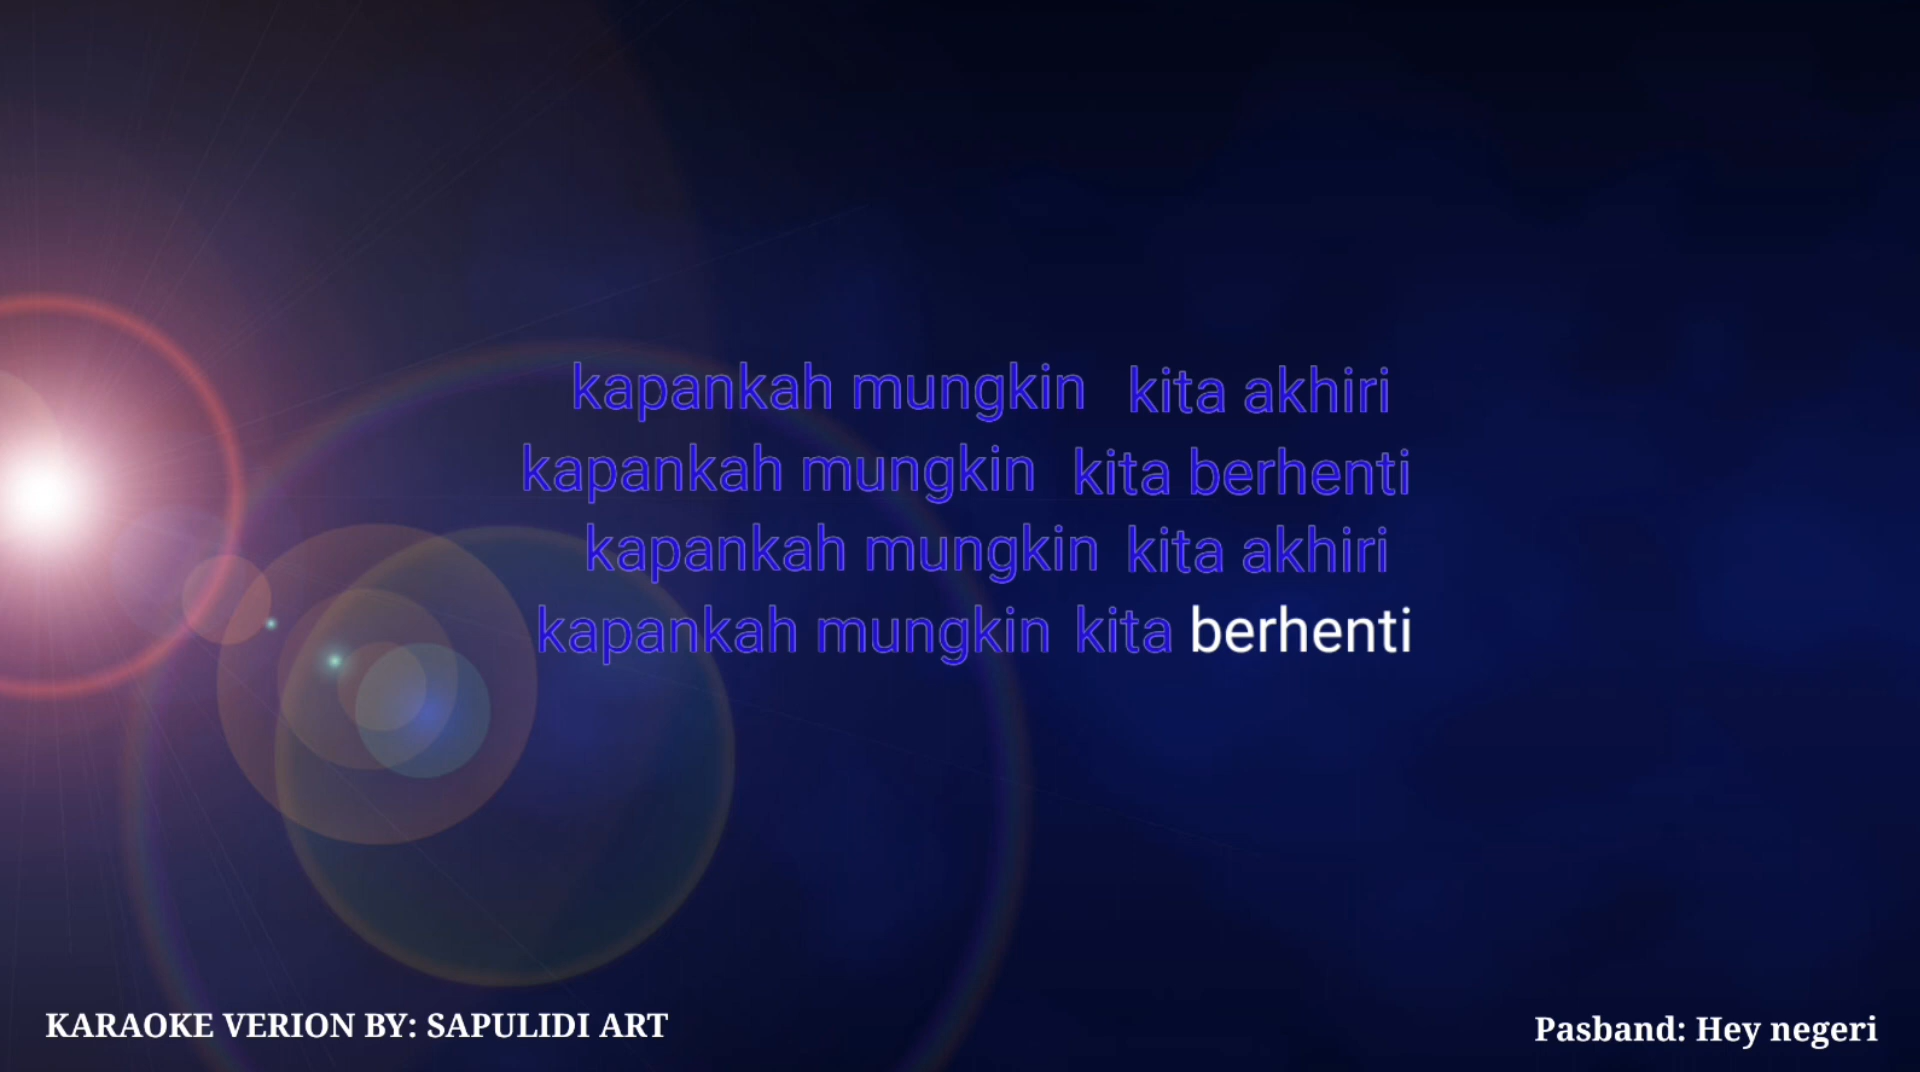 kapankah mungkin kita akhiri
kapankah mungkin kita berhenti
kapankah mungkin kita akhiri
kapankah mungkin kita berhenti
KARAOKE VERION BY: SAPULIDI ART
Pasband: Hey negeri